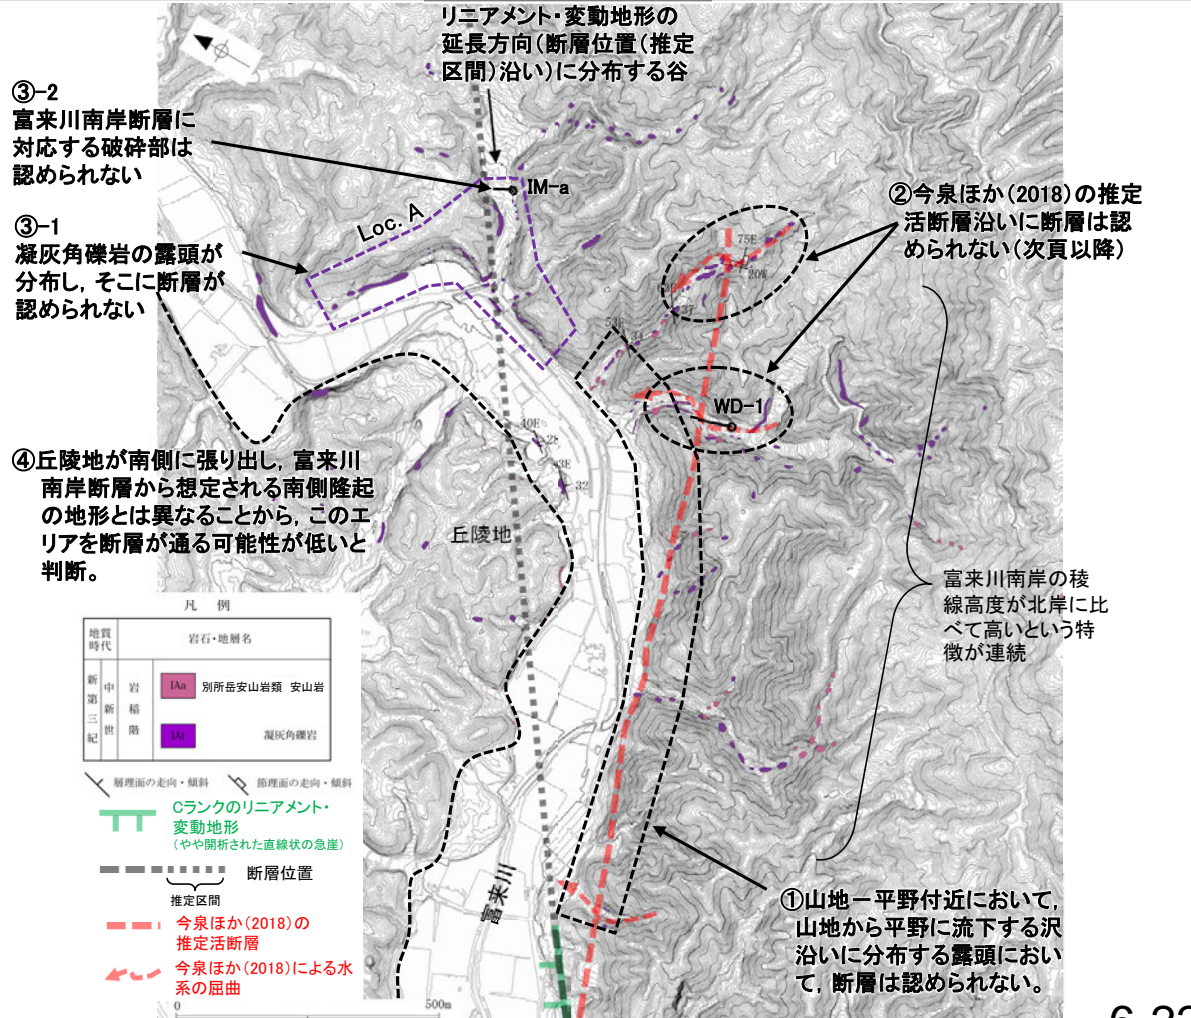 リニアメント・変動地形の
延長方向（断層位置（推定
区間）沿い）に分布する谷
③-2
富来川南岸断層に
対応する破砕部は
認められない
IM-a
Loc. A
③-1
凝灰角礫岩の露頭が
分布し，そこに断層が
認められない
②今泉ほか（2018）の推定
活断層沿いに断層は認
められない（次頁以降）
75E
20W
37
34
WD-1
40E
28
32
④丘陵地が南側に張り出し，富来川
南岸断層から想定される南側隆起
の地形とは異なることから，このエ
リアを断層が通る可能性が低いと
判断。
丘陵地
富来川南岸の稜
線高度が北岸に比
べて高いという特
徴が連続
凡 例
地質
時代
岩石・地層名
新第三紀
中新世
岩稲階
IAa
別所岳安山岩類 安山岩
IAt
凝灰角礫岩
層理面の走向・傾斜
節理面の走向・傾斜
Cランクのリニアメント・
変動地形
（やや開析された直線状の急崖）
断層位置
推定区間
今泉ほか（2018）の
推定活断層
今泉ほか（2018）による水
系の屈曲
富来川
①山地－平野付近において，
山地から平野に流下する沢
沿いに分布する露頭におい
て，断層は認められない。
0
500m